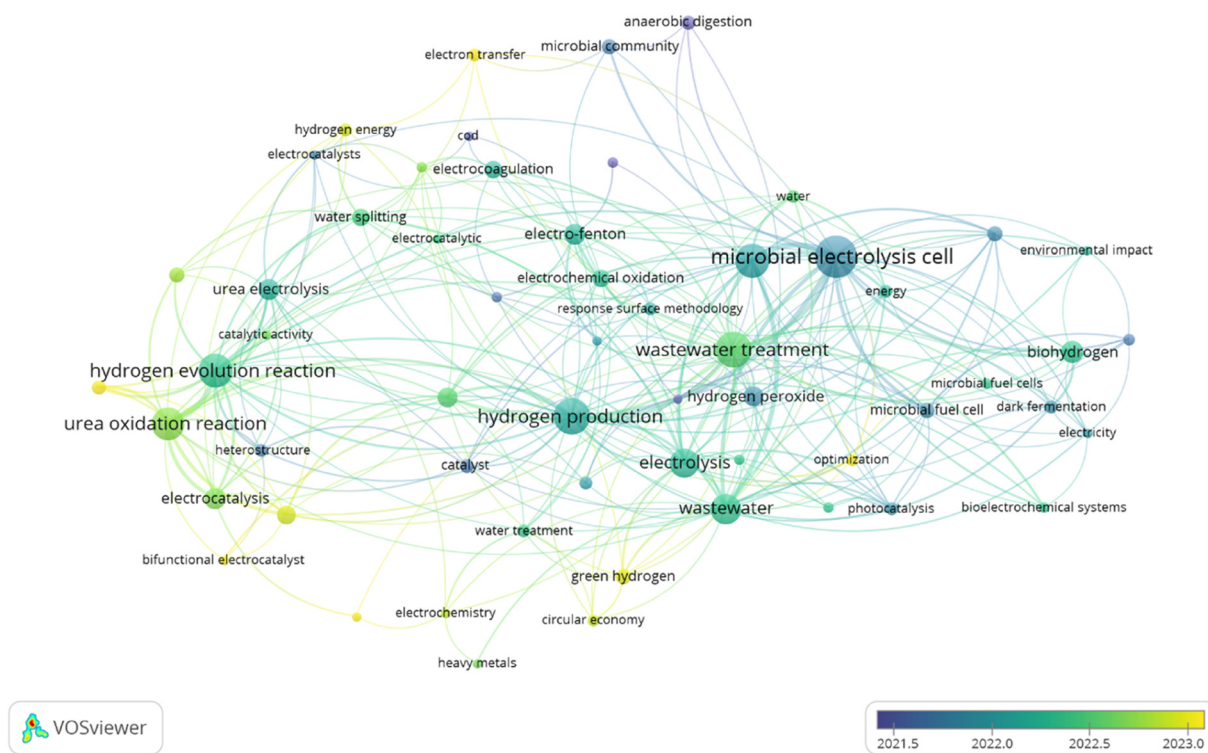 anaerobic digestion
microbial community
electron transfer
hydrogen energy
cod
electrocatalysts
electrocoagulation
water
water splitting
electro-fenton
electrocatalytic
microbial electrolysis cell
environmental impact
electrochemical oxidation
urea electrolysis
energy
response surface methodology
catalytic activity
wastewater treatment
biohydrogen
hydrogen evolution reaction
microbial fuel cells
hydrogen peroxide
dark fermentation
microbial fuel cell
hydrogen production
urea oxidation reaction
electricity
heterostructure
optimization
electrolysis
catalyst
electrocatalysis
wastewater
photocatalysis
bioelectrochemical systems
water treatment
bifunctional electrocatalyst
green hydrogen
electrochemistry
circular economy
heavy metals
VOSviewer
2021.5 2022.0 2022.5 2023.0